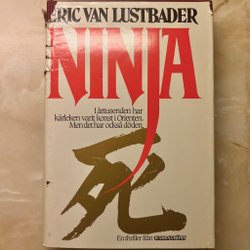 ERIC VAN LUSTBADER
NINJA
I årtusenden har
kärleken varit konst i Orienten.
Men det har också döden.
死
En thriller från WAHLSTRÖMS